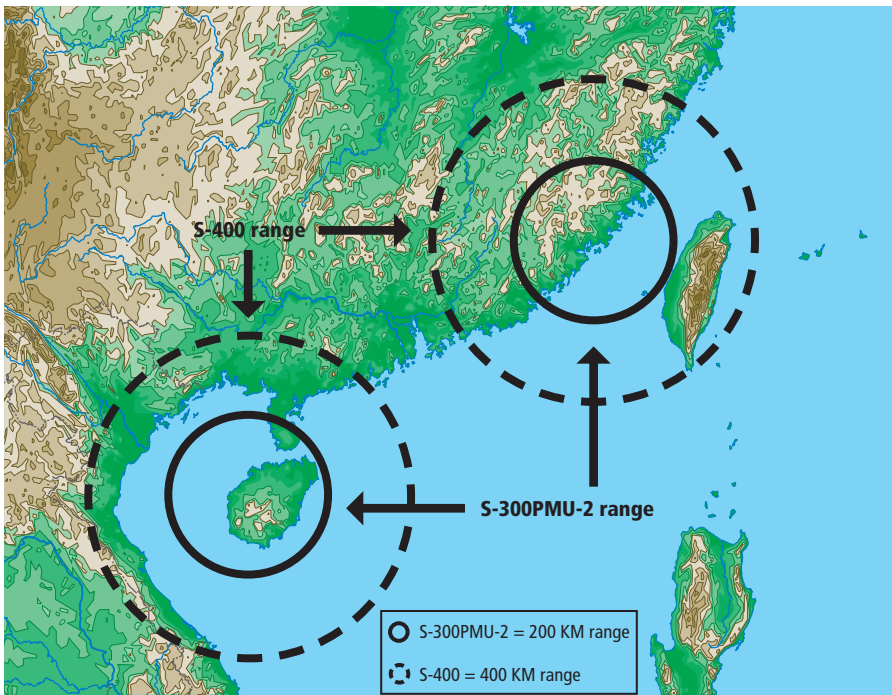 S-400 range
S-300PMU-2 range
S-300PMU-2 = 200 KM range
S-400 = 400 KM range